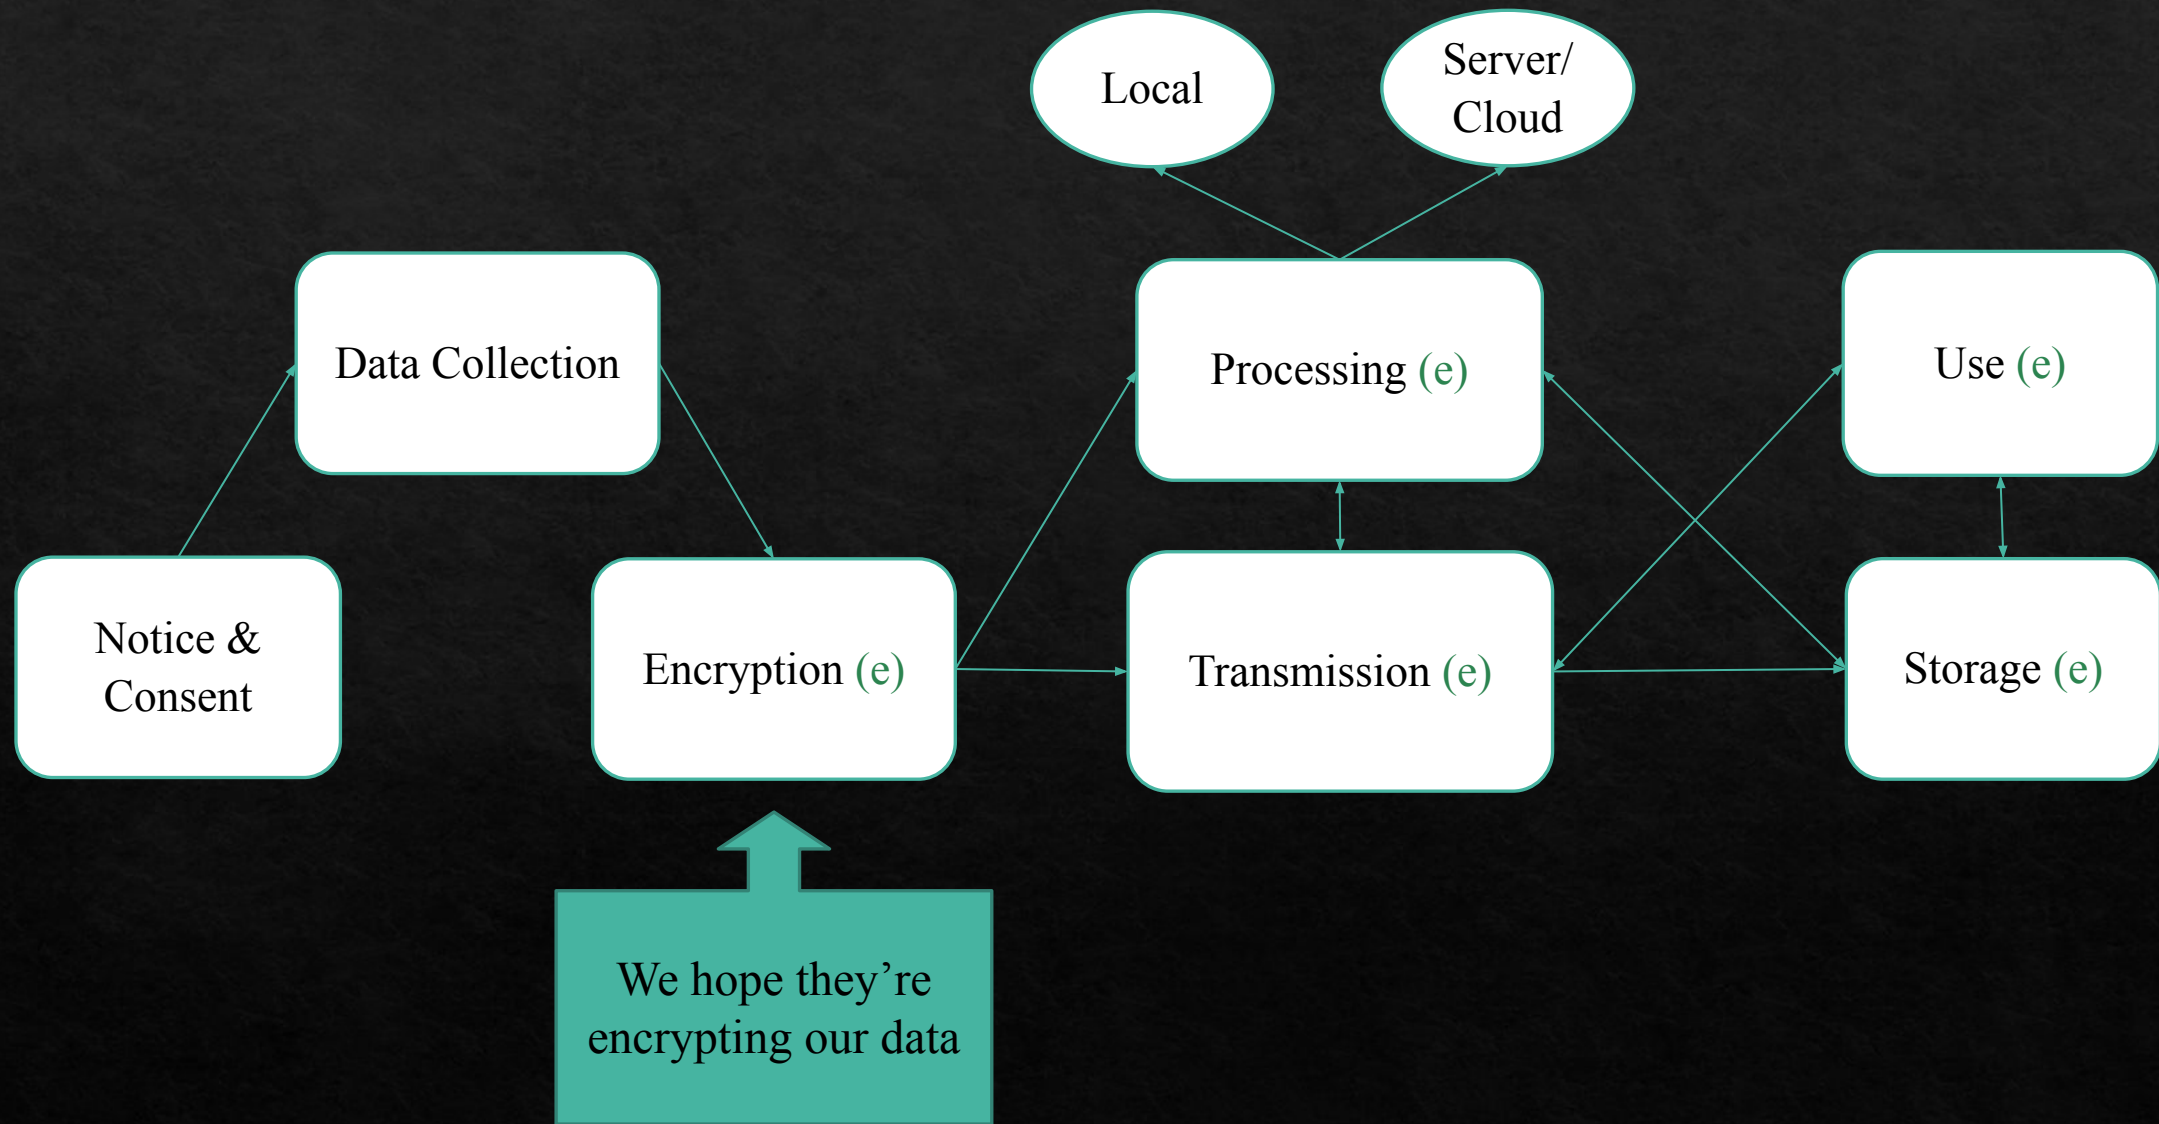 Local
Server/
Cloud
Data Collection
Processing (e)
Use (e)
Notice &
Consent
Encryption (e)
Transmission (e)
Storage (e)
We hope they’re
encrypting our data